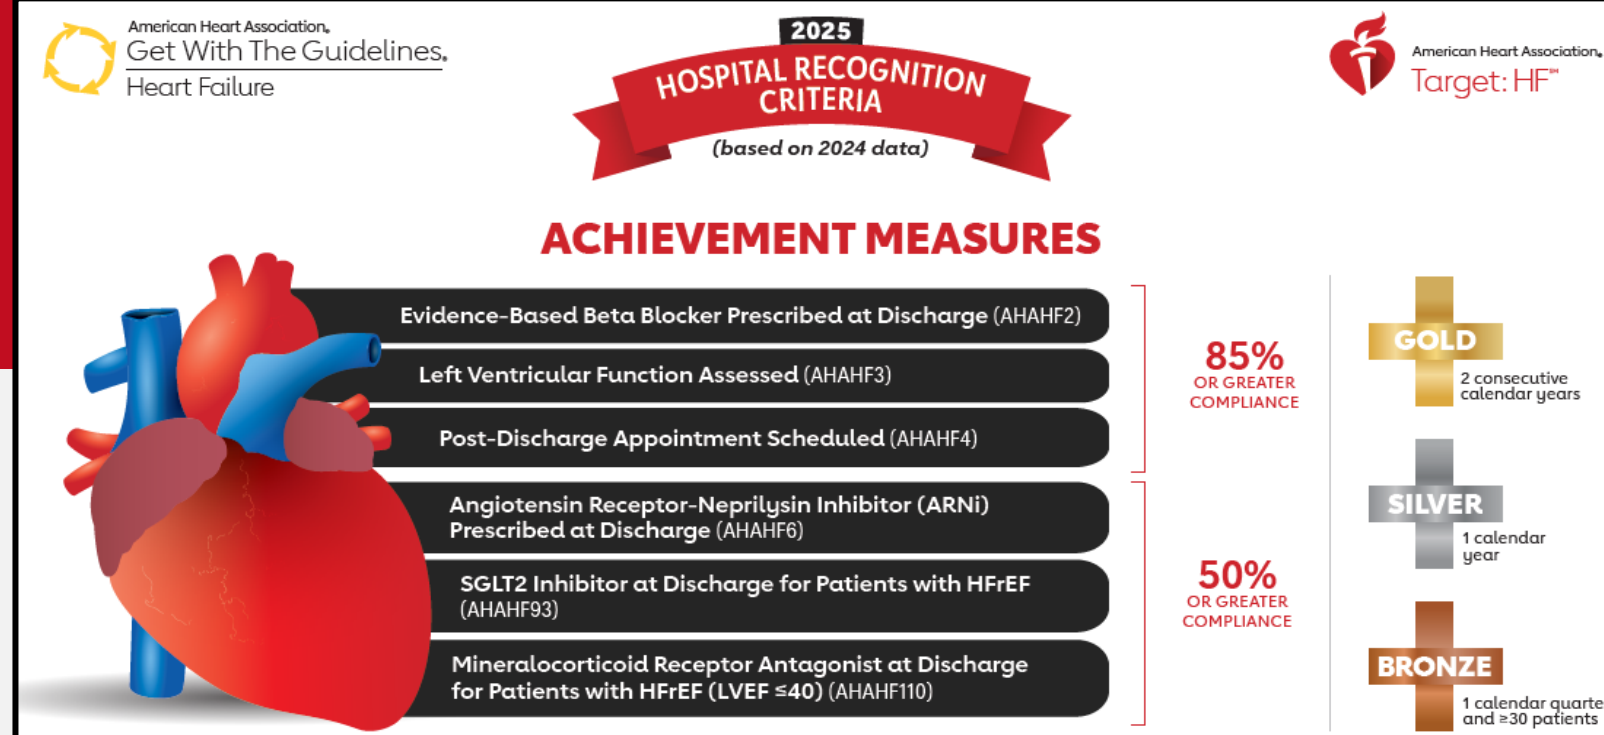 American Heart Association®
Get With The Guidelines®
Heart Failure
2025
HOSPITAL RECOGNITION
CRITERIA
(based on 2024 data)
American Heart Association®
Target: HF℠
ACHIEVEMENT MEASURES
Evidence-Based Beta Blocker Prescribed at Discharge (AHAHF2)
Left Ventricular Function Assessed (AHAHF3)
Post-Discharge Appointment Scheduled (AHAHF4)
85%
OR GREATER
COMPLIANCE
Angiotensin Receptor-Neprilysin Inhibitor (ARNi)
Prescribed at Discharge (AHAHF6)
SGLT2 Inhibitor at Discharge for Patients with HFrEF
(AHAHF93)
Mineralocorticoid Receptor Antagonist at Discharge
for Patients with HFrEF (LVEF ≤40) (AHAHF110)
50%
OR GREATER
COMPLIANCE
GOLD
2 consecutive
calendar years
SILVER
1 calendar
year
BRONZE
1 calendar quarte
and ≥30 patients